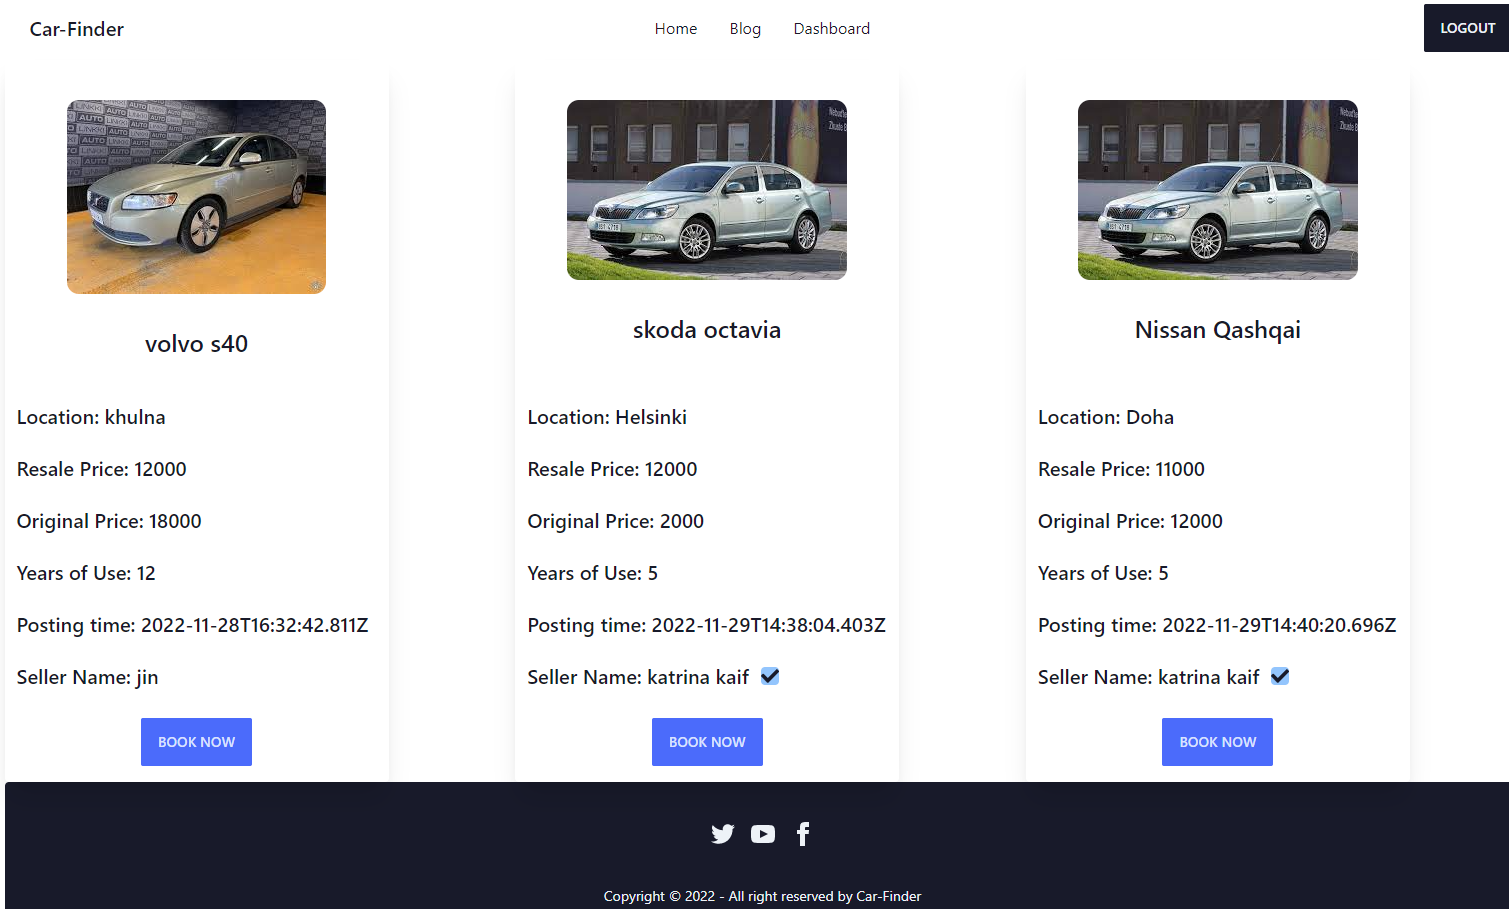 Car-Finder
Home Blog Dashboard
LOGOUT
LINKKI AUTO
volvo s40
Location: khulna
Resale Price: 12000
Original Price: 18000
Years of Use: 12
Posting time: 2022-11-28T16:32:42.811Z
Seller Name: jin
BOOK NOW
9S1 4718
skoda octavia
Location: Helsinki
Resale Price: 12000
Original Price: 2000
Years of Use: 5
Posting time: 2022-11-29T14:38:04.403Z
Seller Name: katrina kaif
BOOK NOW
Nissan Qashqai
Location: Doha
Resale Price: 11000
Original Price: 12000
Years of Use: 5
Posting time: 2022-11-29T14:40:20.696Z
Seller Name: katrina kaif
BOOK NOW
Copyright © 2022 - All right reserved by Car-Finder